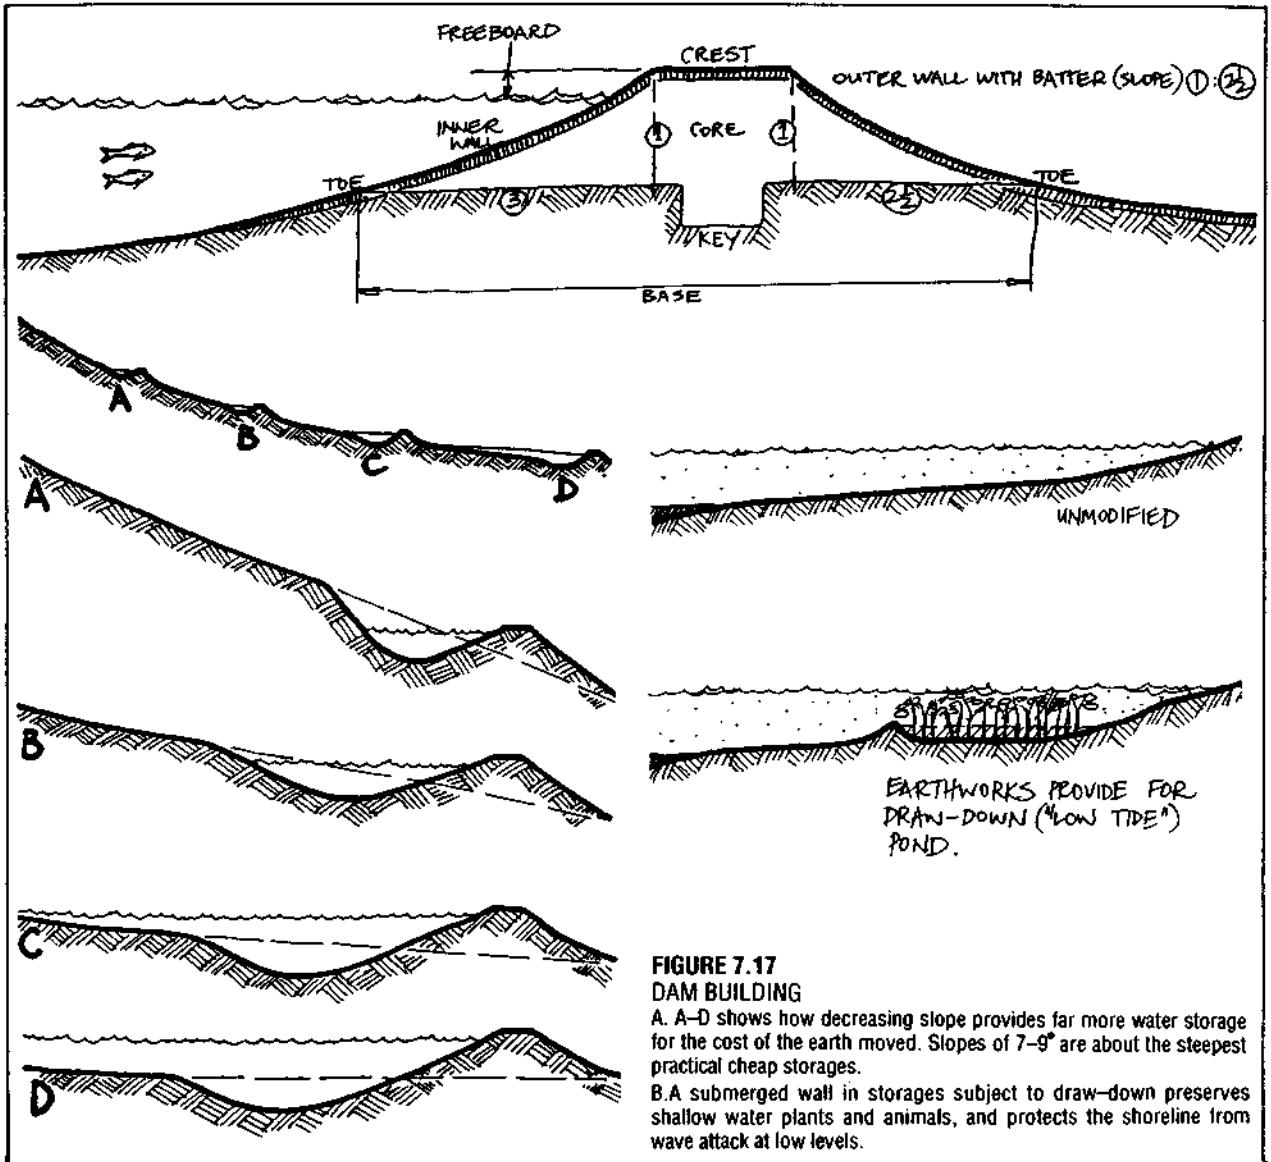 FREEBOARD
CREST
OUTER WALL WITH BATTER (SLOPE) ① : 2½
INNER WALL
① CORE ①
TOE
TOE
③
2½
KEY
BASE
A
B
C
D
A
UNMODIFIED
B
EARTHWORKS PROVIDE FOR
DRAW-DOWN ("LOW TIDE")
POND.
C
D
FIGURE 7.17
DAM BUILDING
A. A–D shows how decreasing slope provides far more water storage
for the cost of the earth moved. Slopes of 7–9° are about the steepest
practical cheap storages.
B.A submerged wall in storages subject to draw–down preserves
shallow water plants and animals, and protects the shoreline from
wave attack at low levels.